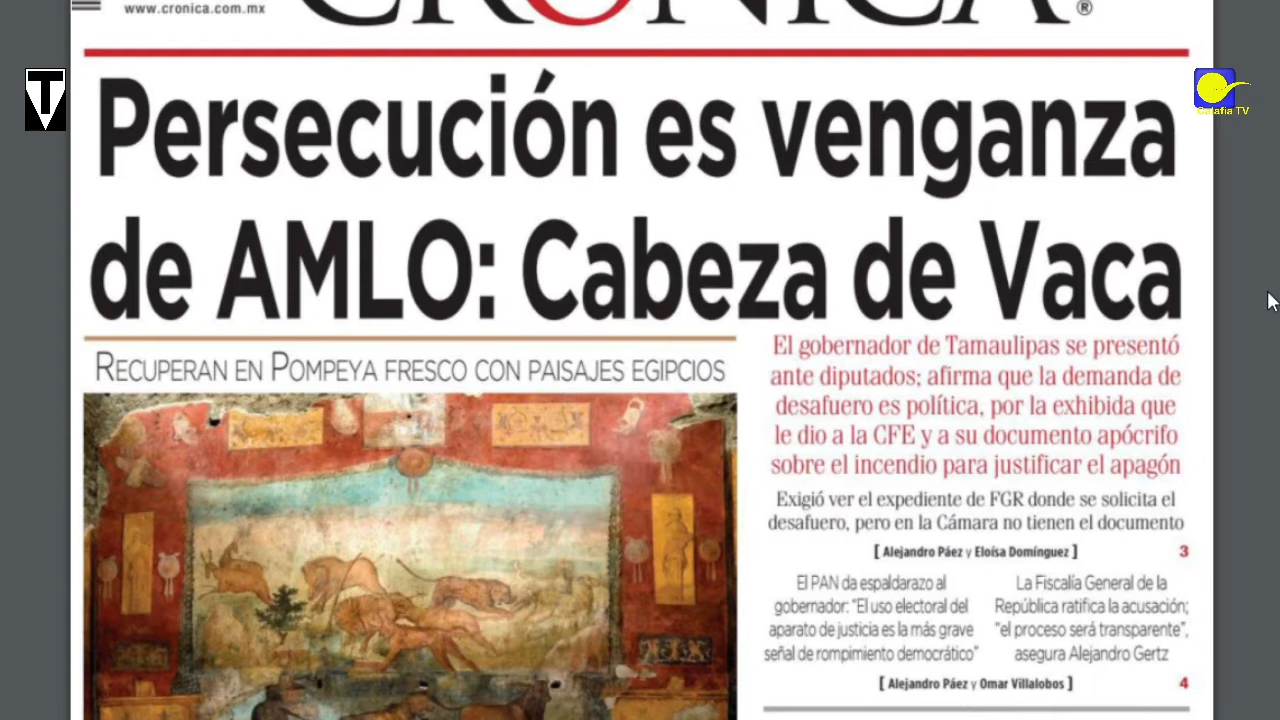 www.cronica.com.mx
CRÓNICA®
T
Calafia TV
Persecución es venganza
de AMLO: Cabeza de Vaca
RECUPERAN EN POMPEYA FRESCO CON PAISAJES EGIPCIOS
El gobernador de Tamaulipas se presentó
ante diputados; afirma que la demanda de
desafuero es política, por la exhibida que
le dio a la CFE y a su documento apócrifo
sobre el incendio para justificar el apagón
Exigió ver el expediente de FGR donde se solicita el
desafuero, pero en la Cámara no tienen el documento
[ Alejandro Páez y Eloísa Domínguez ] 3
El PAN da espaldarazo al
gobernador: "El uso electoral del
aparato de justicia es la más grave
señal de rompimiento democrático"
La Fiscalía General de la
República ratifica la acusación;
"el proceso será transparente",
asegura Alejandro Gertz
[ Alejandro Páez y Omar Villalobos ] 4